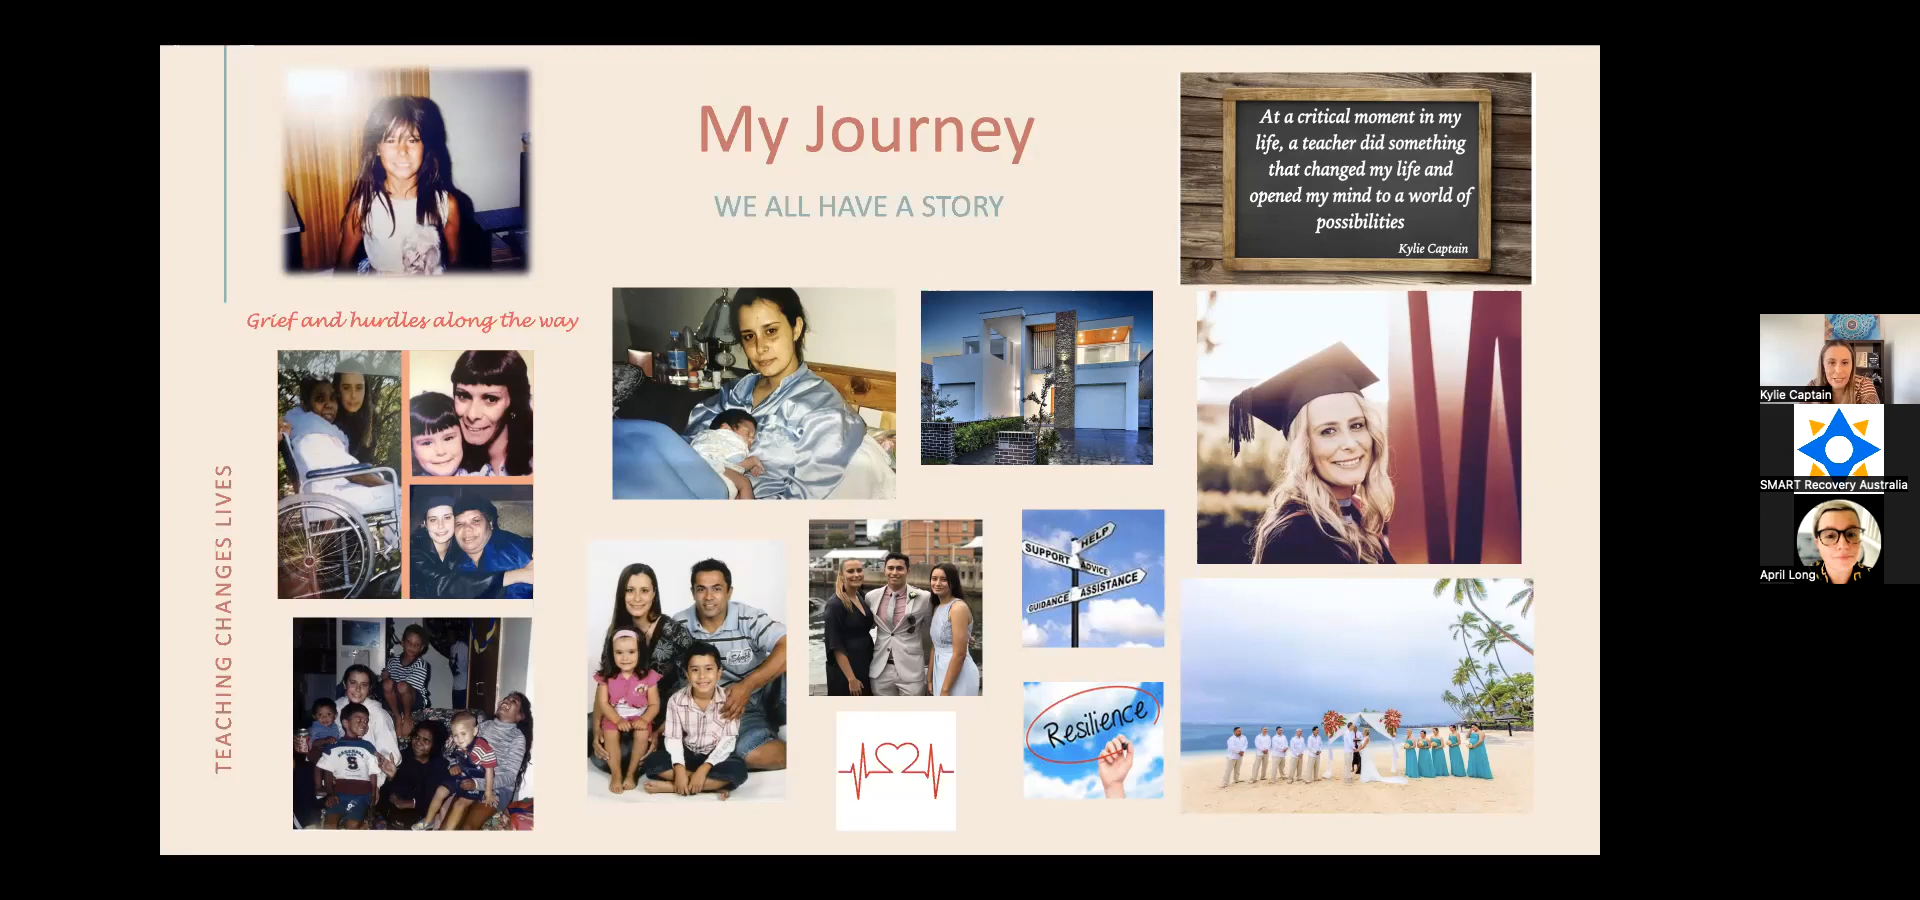 My Journey
WE ALL HAVE A STORY
At a critical moment in my
life, a teacher did something
that changed my life and
opened my mind to a world of
possibilities
Kylie Captain
Grief and hurdles along the way
TEACHING CHANGES LIVES
HELP
SUPPORT
ADVICE
ASSISTANCE
GUIDANCE
Resilience
Kylie Captain
SMART Recovery Australia
April Long